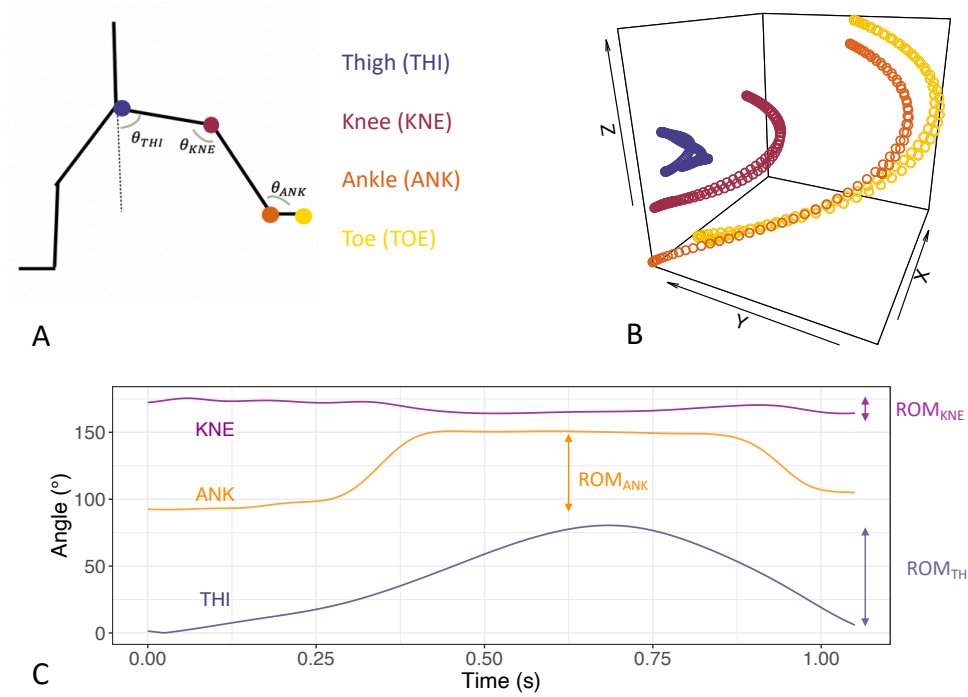 θTHI
θKNE
θANK
A
Thigh (THI)
Knee (KNE)
Ankle (ANK)
Toe (TOE)
Z
Y
X
B
KNE
ANK
THI
ROMKNE
ROMANK
ROMTH
150
100
50
0
Angle (°)
0.00 0.25 0.50 0.75 1.00
Time (s)
C